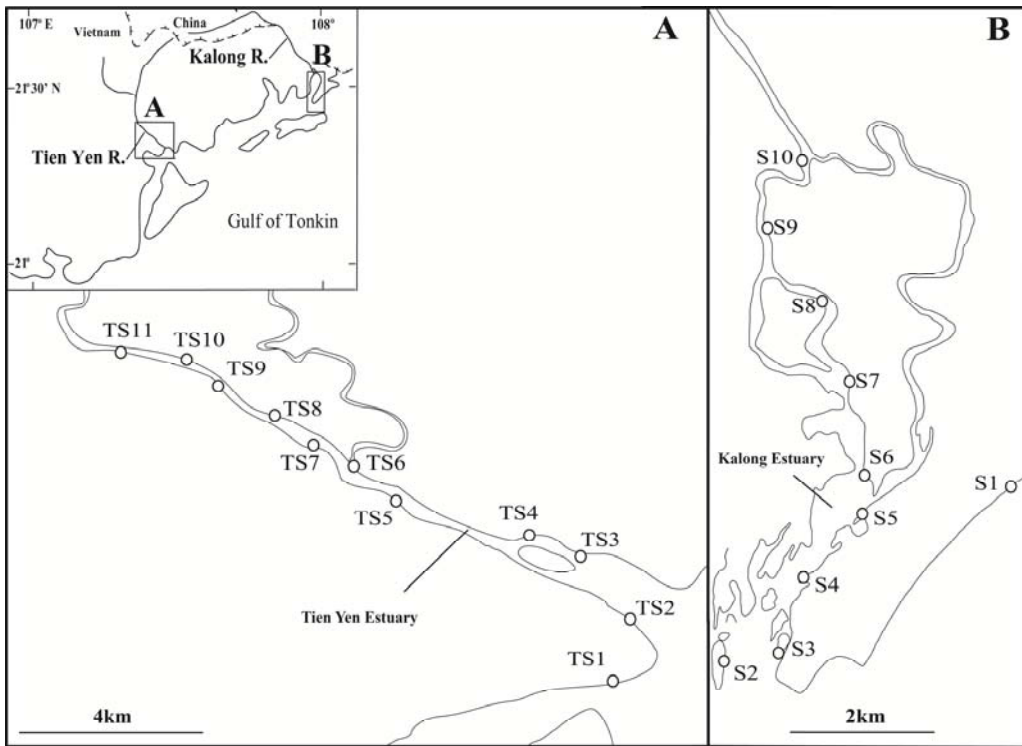 107° E
108°
China
Vietnam
Kalong R.
B
21°30' N
A
Tien Yen R.
Gulf of Tonkin
21°
A
TS11
TS10
TS9
TS8
TS7
TS6
TS5
TS4
TS3
Tien Yen Estuary
TS2
TS1
4km
B
S10
S9
S8
S7
S6
Kalong Estuary
S1
S5
S4
S3
S2
2km